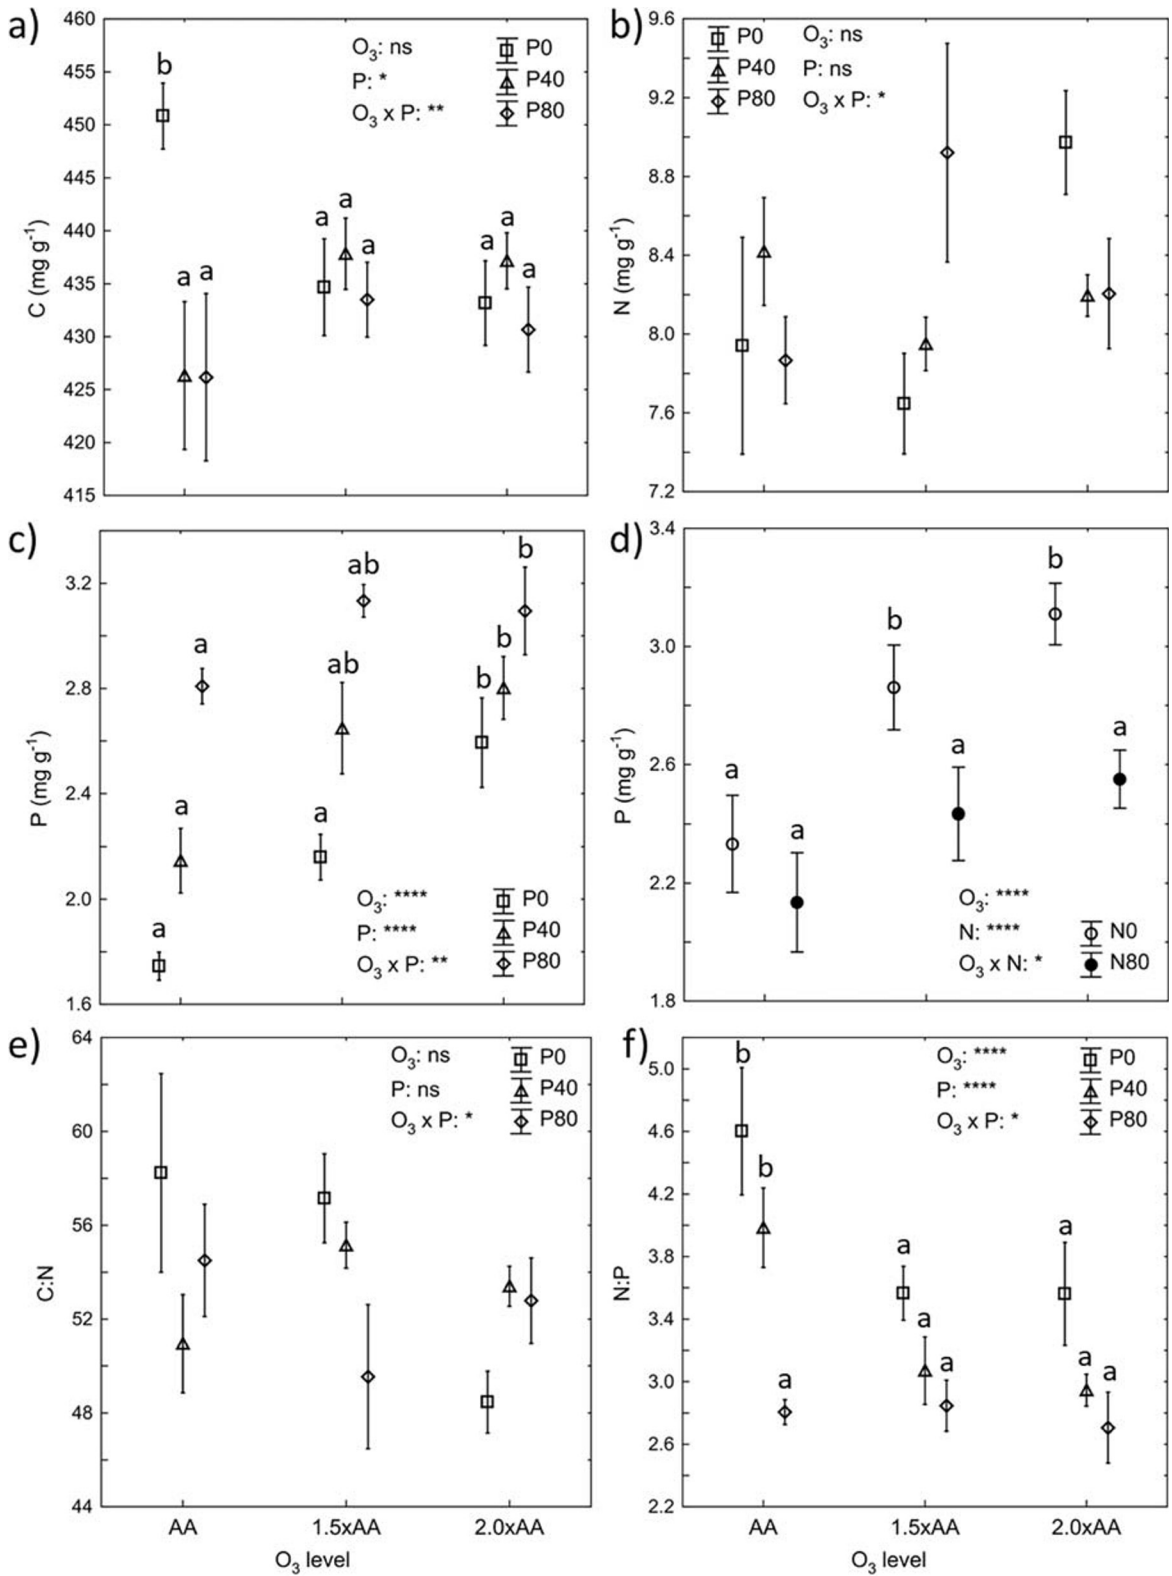 a)
460
455
450
445
440
435
430
425
420
415
C (mg g⁻¹)
O₃: ns
P: *
O₃ x P: **
P0
P40
P80
b
a
a
a
a
a
a
a
a
b)
9.6
9.2
8.8
8.4
8.0
7.6
7.2
N (mg g⁻¹)
P0
P40
P80
O₃: ns
P: ns
O₃ x P: *
c)
3.2
2.8
2.4
2.0
1.6
P (mg g⁻¹)
a
a
a
a
ab
ab
b
b
b
O₃: ****
P: ****
O₃ x P: **
P0
P40
P80
d)
3.4
3.0
2.6
2.2
1.8
P (mg g⁻¹)
a
a
b
a
b
a
O₃: ****
N: ****
O₃ x N: *
N0
N80
e)
64
60
56
52
48
44
C:N
O₃: ns
P: ns
O₃ x P: *
P0
P40
P80
AA
1.5xAA
2.0xAA
O₃ level
f)
5.0
4.6
4.2
3.8
3.4
3.0
2.6
2.2
N:P
b
b
a
a
a
a
a
a
a
O₃: ****
P: ****
O₃ x P: *
P0
P40
P80
AA
1.5xAA
2.0xAA
O₃ level